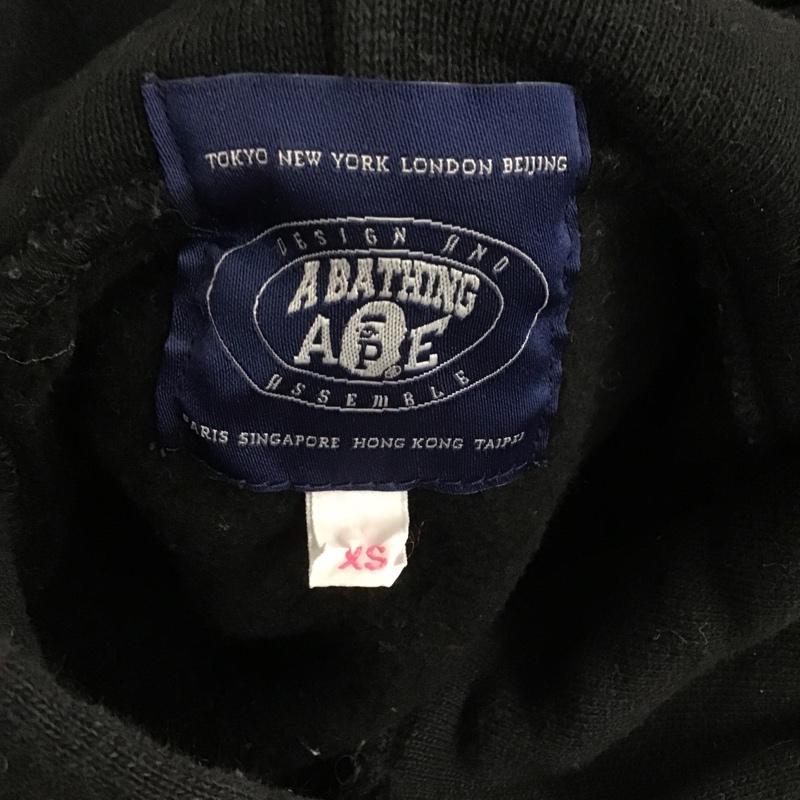 TOKYO NEW YORK LONDON BEIJING
DESIGN AND
A BATHING
APE
ASSEMBLE
PARIS SINGAPORE HONG KONG TAIPEI
XS